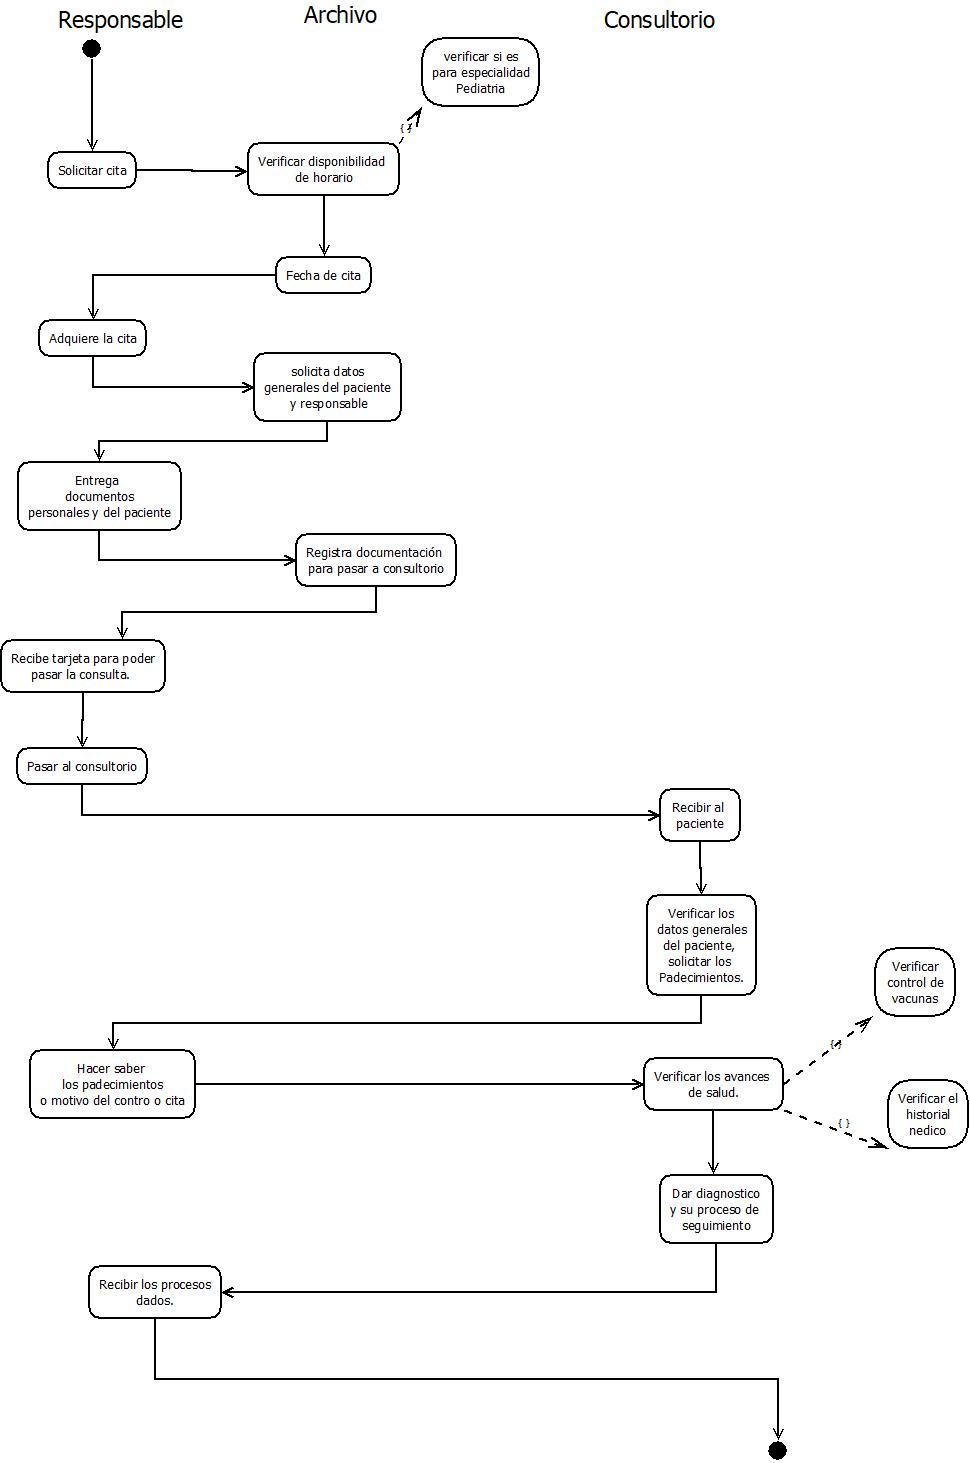 Responsable
Archivo
Consultorio
verificar si es
para especialidad
Pediatria
{ }
Solicitar cita
Verificar disponibilidad
de horario
Fecha de cita
Adquiere la cita
solicita datos
generales del paciente
y responsable
Entrega
documentos
personales y del paciente
Registra documentación
para pasar a consultorio
Recibe tarjeta para poder
pasar la consulta.
Pasar al consultorio
Recibir al
paciente
Verificar los
datos generales
del paciente,
solicitar los
Padecimientos.
Verificar
control de
vacunas
{ }
Hacer saber
los padecimientos
o motivo del contro o cita
Verificar los avances
de salud.
Verificar el
historial
nedico
{ }
Dar diagnostico
y su proceso de
seguimiento
Recibir los procesos
dados.